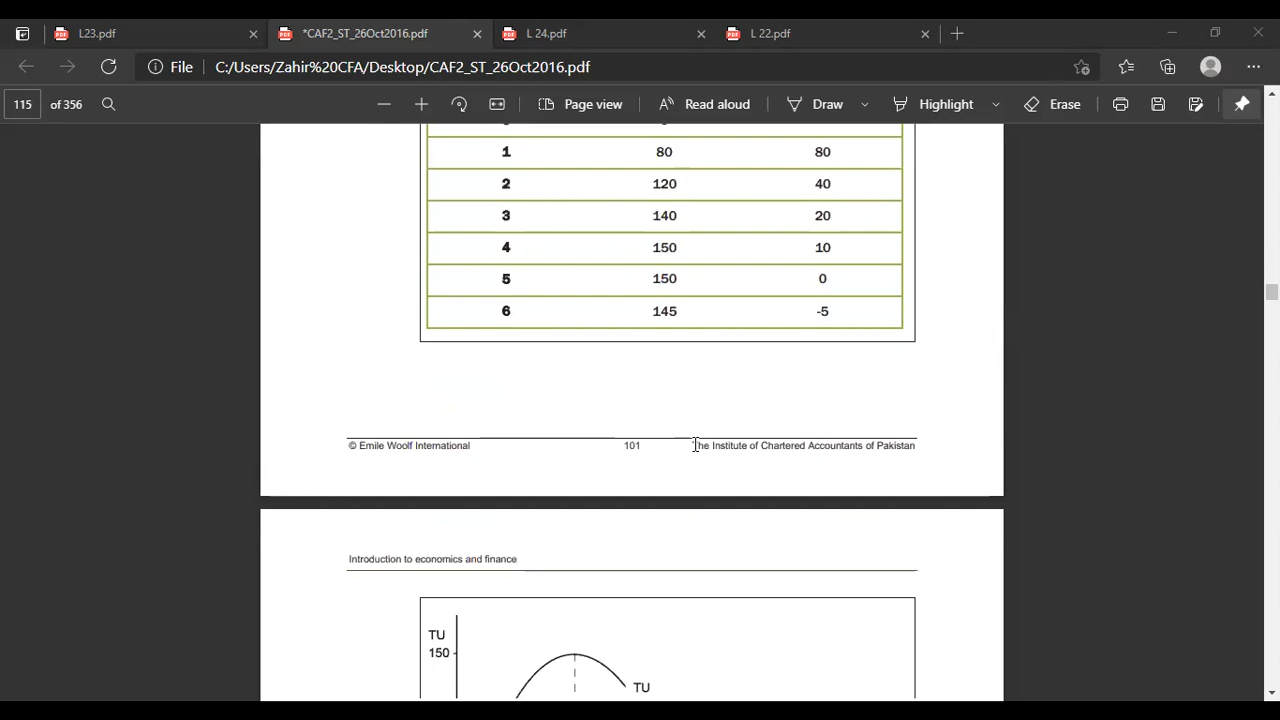 L23.pdf
*CAF2_ST_26Oct2016.pdf
L 24.pdf
L 22.pdf
File C:/Users/Zahir%20CFA/Desktop/CAF2_ST_26Oct2016.pdf
115 of 356 Page view Read aloud Draw Highlight Erase
1 80 80
2 120 40
3 140 20
4 150 10
5 150 0
6 145 -5
© Emile Woolf International 101 The Institute of Chartered Accountants of Pakistan
Introduction to economics and finance
TU
150
TU